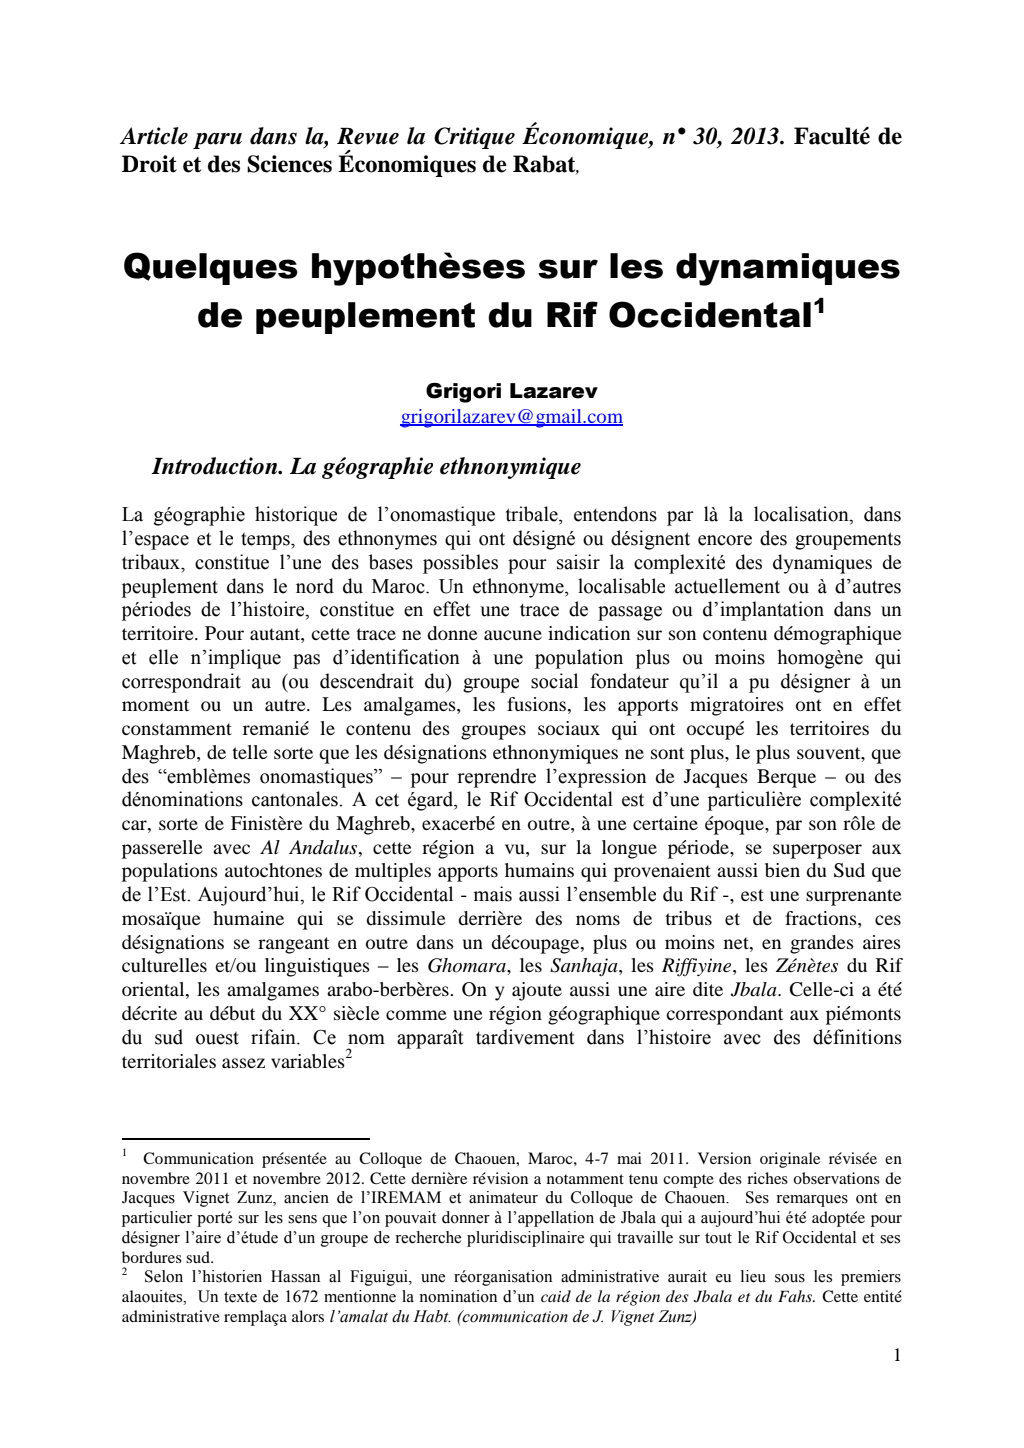 Article paru dans la, Revue la Critique Économique, n• 30, 2013. Faculté de
Droit et des Sciences Économiques de Rabat,
Quelques hypothèses sur les dynamiques
de peuplement du Rif Occidental1
Grigori Lazarev
grigorilazarev@gmail.com
Introduction. La géographie ethnonymique
La géographie historique de l’onomastique tribale, entendons par là la localisation, dans
l’espace et le temps, des ethnonymes qui ont désigné ou désignent encore des groupements
tribaux, constitue l’une des bases possibles pour saisir la complexité des dynamiques de
peuplement dans le nord du Maroc. Un ethnonyme, localisable actuellement ou à d’autres
périodes de l’histoire, constitue en effet une trace de passage ou d’implantation dans un
territoire. Pour autant, cette trace ne donne aucune indication sur son contenu démographique
et elle n’implique pas d’identification à une population plus ou moins homogène qui
correspondrait au (ou descendrait du) groupe social fondateur qu’il a pu désigner à un
moment ou un autre. Les amalgames, les fusions, les apports migratoires ont en effet
constamment remanié le contenu des groupes sociaux qui ont occupé les territoires du
Maghreb, de telle sorte que les désignations ethnonymiques ne sont plus, le plus souvent, que
des “emblèmes onomastiques” – pour reprendre l’expression de Jacques Berque – ou des
dénominations cantonales. A cet égard, le Rif Occidental est d’une particulière complexité
car, sorte de Finistère du Maghreb, exacerbé en outre, à une certaine époque, par son rôle de
passerelle avec Al Andalus, cette région a vu, sur la longue période, se superposer aux
populations autochtones de multiples apports humains qui provenaient aussi bien du Sud que
de l’Est. Aujourd’hui, le Rif Occidental - mais aussi l’ensemble du Rif -, est une surprenante
mosaïque humaine qui se dissimule derrière des noms de tribus et de fractions, ces
désignations se rangeant en outre dans un découpage, plus ou moins net, en grandes aires
culturelles et/ou linguistiques – les Ghomara, les Sanhaja, les Riffiyine, les Zénètes du Rif
oriental, les amalgames arabo-berbères. On y ajoute aussi une aire dite Jbala. Celle-ci a été
décrite au début du XX° siècle comme une région géographique correspondant aux piémonts
du sud ouest rifain. Ce nom apparaît tardivement dans l’histoire avec des définitions
territoriales assez variables2
1 Communication présentée au Colloque de Chaouen, Maroc, 4-7 mai 2011. Version originale révisée en
novembre 2011 et novembre 2012. Cette dernière révision a notamment tenu compte des riches observations de
Jacques Vignet Zunz, ancien de l’IREMAM et animateur du Colloque de Chaouen. Ses remarques ont en
particulier porté sur les sens que l’on pouvait donner à l’appellation de Jbala qui a aujourd’hui été adoptée pour
désigner l’aire d’étude d’un groupe de recherche pluridisciplinaire qui travaille sur tout le Rif Occidental et ses
bordures sud.
2 Selon l’historien Hassan al Figuigui, une réorganisation administrative aurait eu lieu sous les premiers
alaouites, Un texte de 1672 mentionne la nomination d’un caid de la région des Jbala et du Fahs. Cette entité
administrative remplaça alors l’amalat du Habt. (communication de J. Vignet Zunz)
1